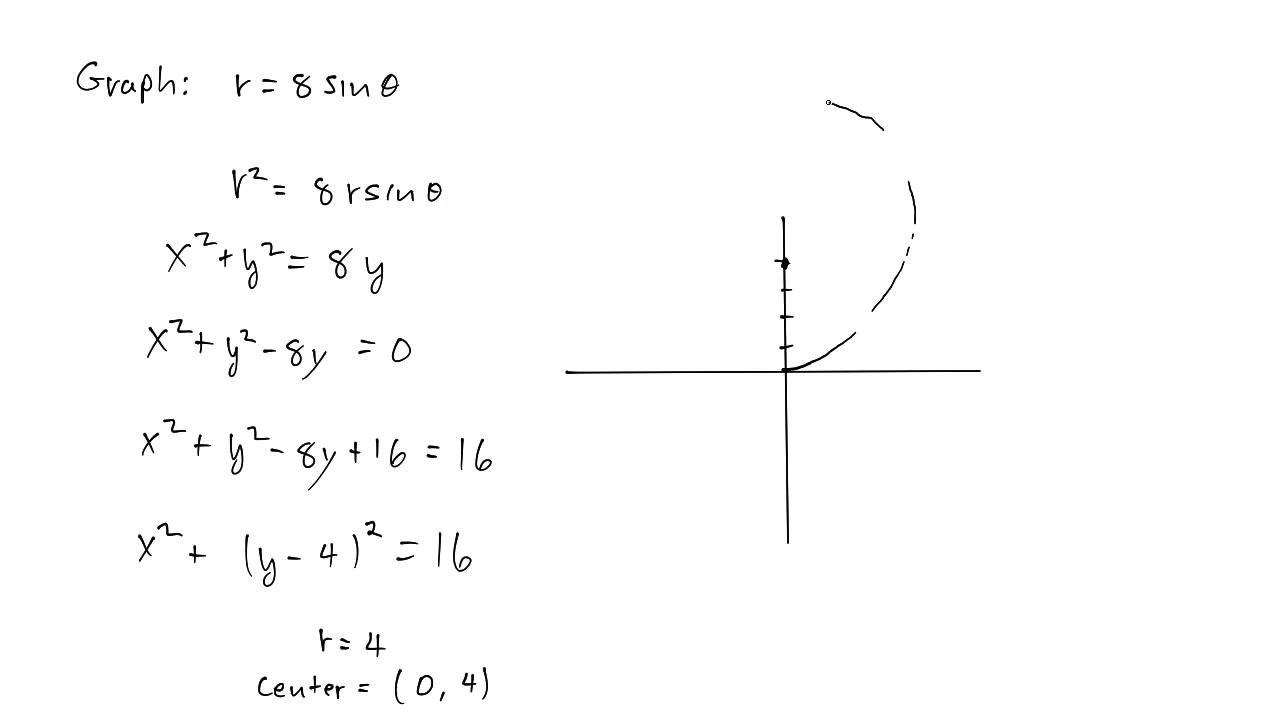 Graph: r = 8 sin θ
r² = 8 r sin θ
x² + y² = 8y
x² + y² - 8y = 0
x² + y² - 8y + 16 = 16
x² + (y - 4)² = 16
r = 4
Center = (0, 4)